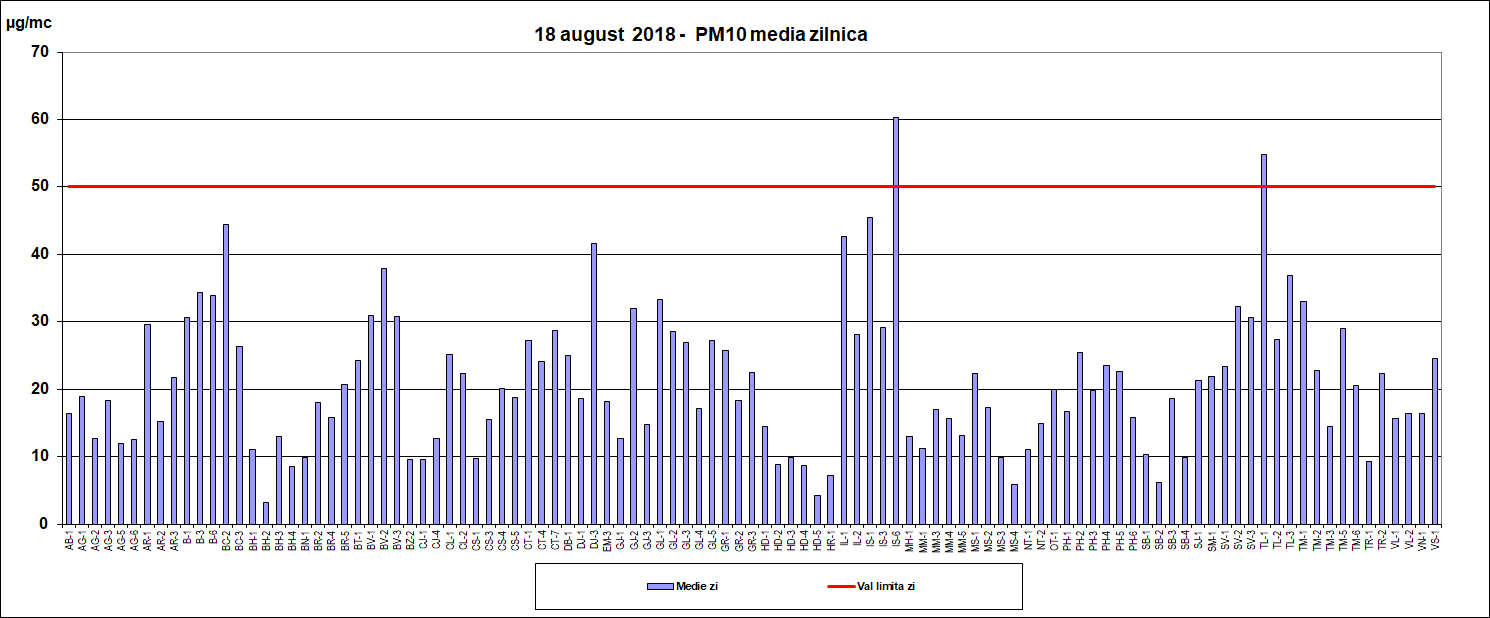 µg/mc
18 august 2018 - PM10 media zilnica
70
60
50
40
30
20
10
0
AB-1 AG-1 AG-2 AG-3 AG-5 AG-6 AR-1 AR-2 AR-3 B-1 B-3 B-6 BC-2 BC-3 BH-1 BH-2 BH-3 BH-4 BN-1 BR-2 BR-4 BR-5 BT-1 BV-1 BV-2 BV-3 BZ-2 CJ-1 CJ-4 CL-1 CL-2 CS-1 CS-3 CS-4 CS-5 CT-1 CT-4 CT-7 DB-1 DJ-1 DJ-3 EM-3 GJ-1 GJ-2 GJ-3 GL-1 GL-2 GL-3 GL-4 GL-5 GR-1 GR-2 GR-3 HD-1 HD-2 HD-3 HD-4 HD-5 HR-1 IL-1 IL-2 IS-1 IS-3 IS-6 MH-1 MM-1 MM-3 MM-4 MM-5 MS-1 MS-2 MS-3 MS-4 NT-1 NT-2 OT-1 PH-1 PH-2 PH-3 PH-4 PH-5 PH-6 SB-1 SB-2 SB-3 SB-4 SJ-1 SM-1 SV-1 SV-2 SV-3 TL-1 TL-2 TL-3 TM-1 TM-2 TM-3 TM-5 TM-6 TR-1 TR-2 VL-1 VL-2 VN-1 VS-1
Medie zi Val limita zi